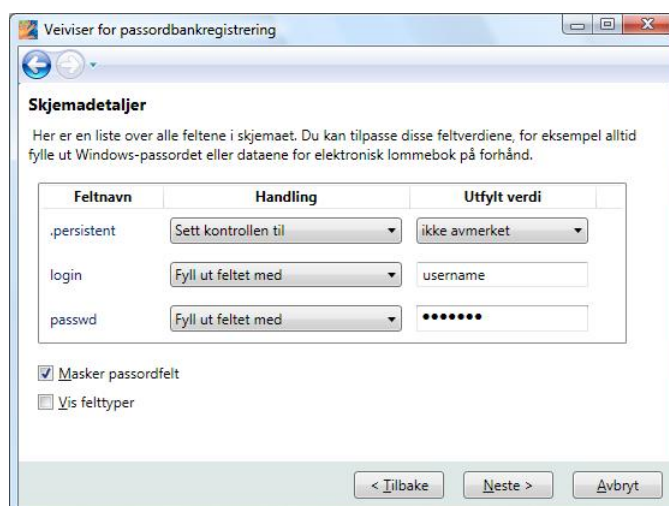 Veiviser for passordbankregistrering
Skjemadetaljer
Her er en liste over alle feltene i skjemaet. Du kan tilpasse disse feltverdiene, for eksempel alltid
fylle ut Windows-passordet eller dataene for elektronisk lommebok på forhånd.
Feltnavn Handling Utfylt verdi
.persistent Sett kontrollen til ikke avmerket
login Fyll ut feltet med username
passwd Fyll ut feltet med •••••••
Masker passordfelt
Vis felttyper
< Tilbake Neste > Avbryt